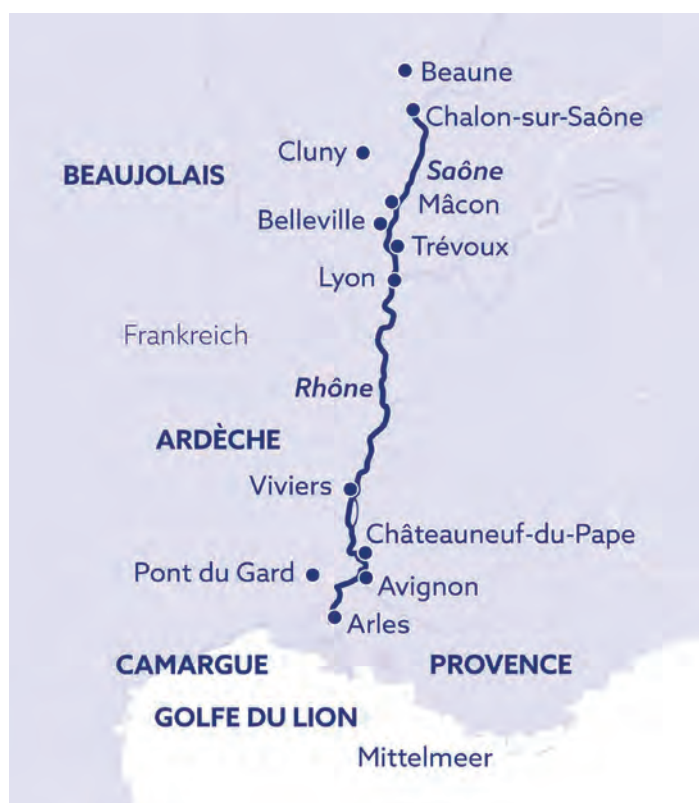 Beaune
Chalon-sur-Saône
Cluny
BEAUJOLAIS
Saône
Mâcon
Belleville
Trévoux
Lyon
Frankreich
Rhône
ARDÈCHE
Viviers
Châteauneuf-du-Pape
Pont du Gard
Avignon
Arles
CAMARGUE
PROVENCE
GOLFE DU LION
Mittelmeer